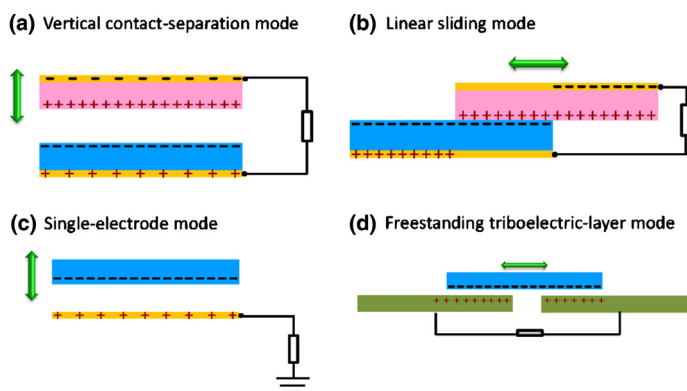 (a) Vertical contact-separation mode
(b) Linear sliding mode
(c) Single-electrode mode
(d) Freestanding triboelectric-layer mode